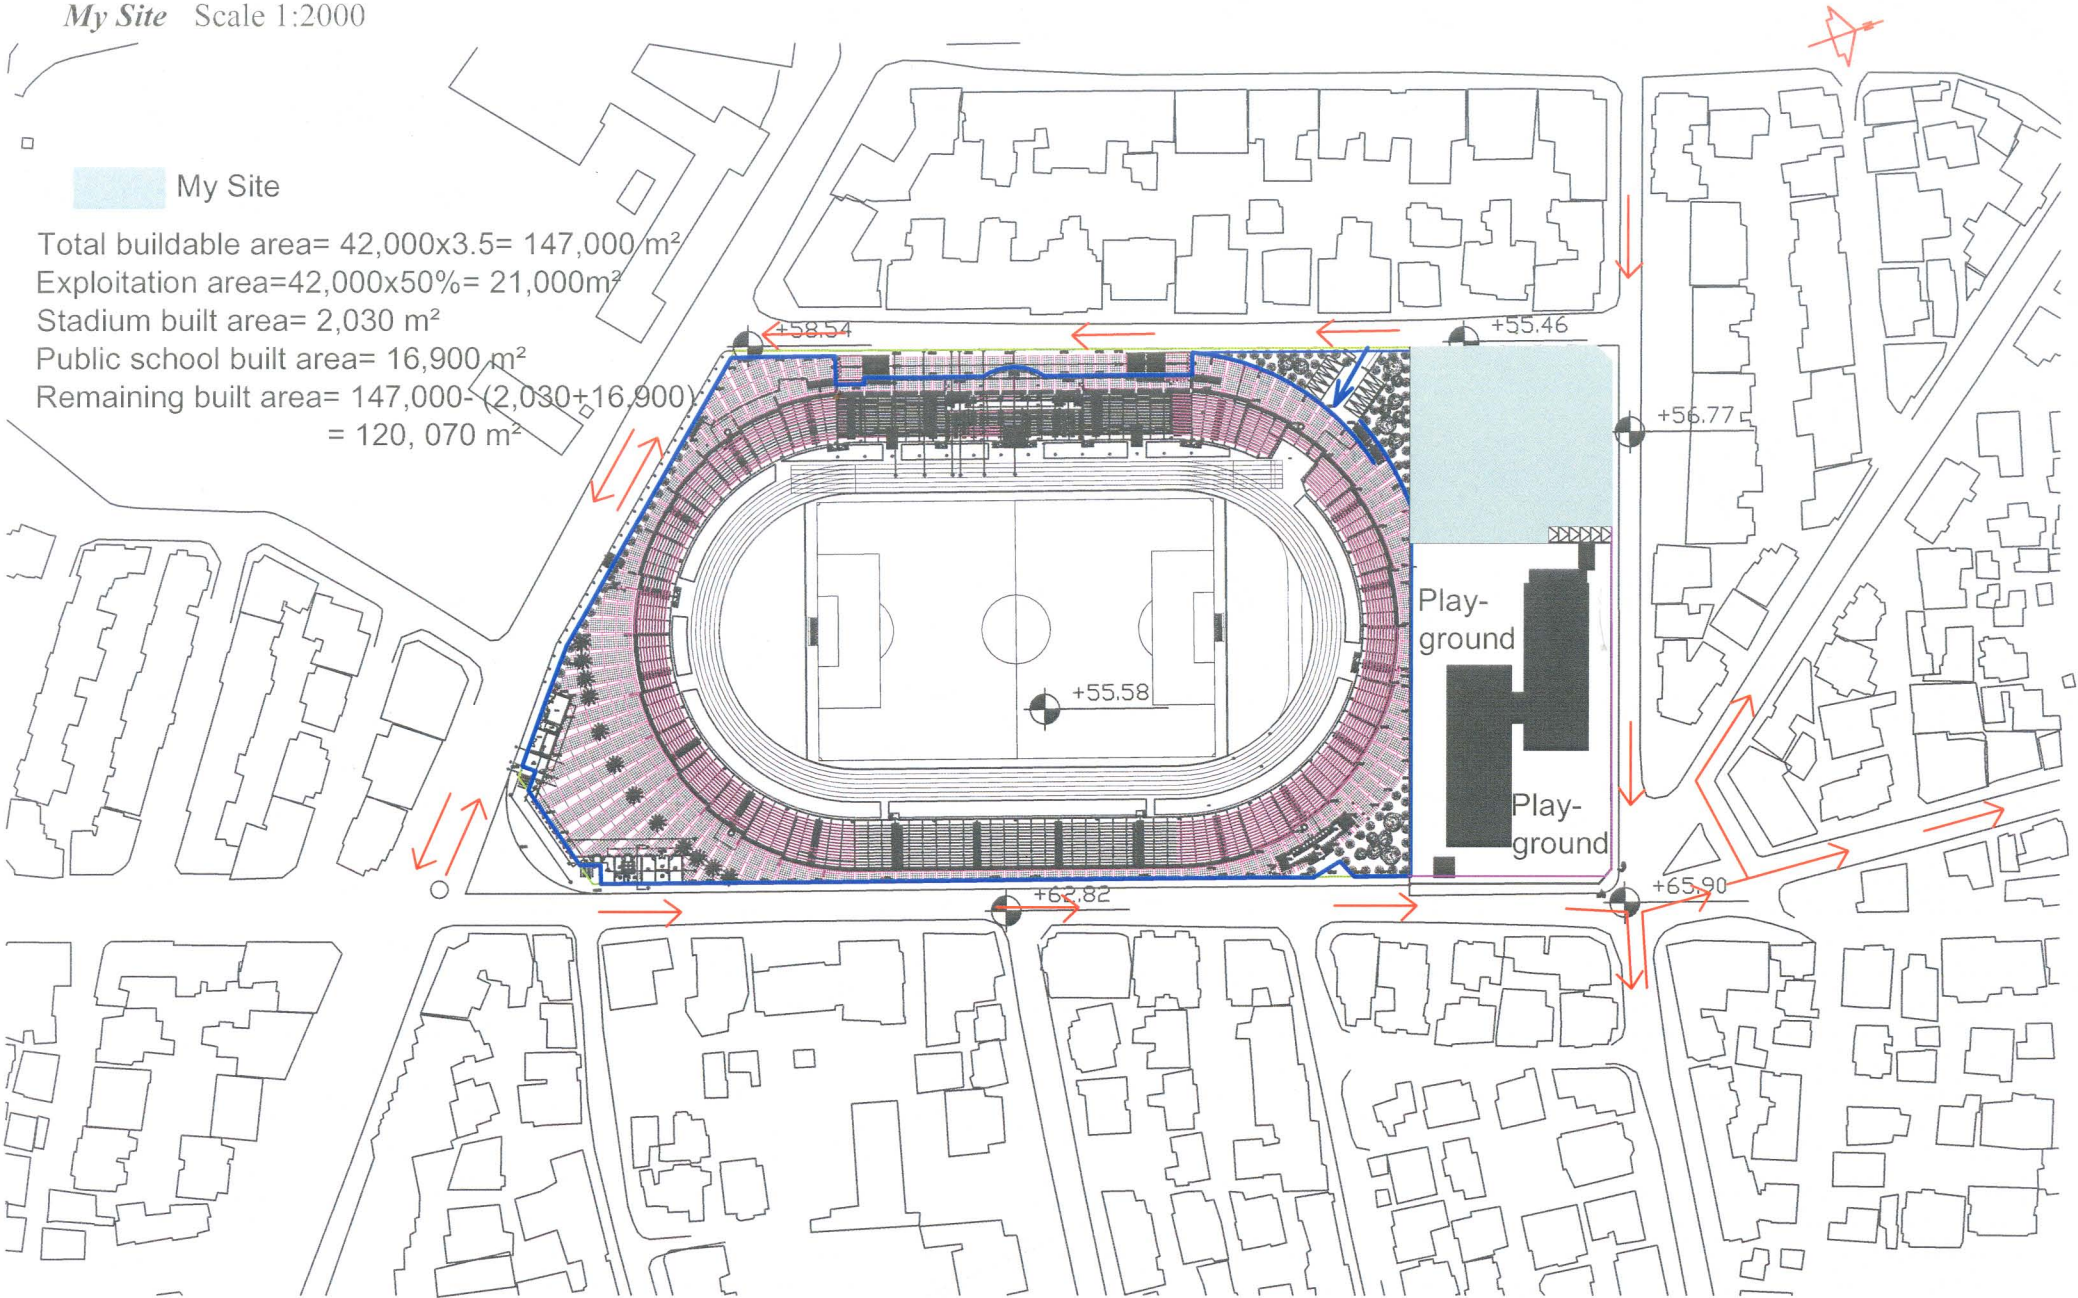 My Site Scale 1:2000
My Site
Total buildable area= 42,000x3.5= 147,000 m²
Exploitation area=42,000x50%= 21,000m²
Stadium built area= 2,030 m²
Public school built area= 16,900 m²
Remaining built area= 147,000- (2,030+16,900)
= 120, 070 m²
+58.54
+55.46
+56.77
Play-
ground
+55.58
Play-
ground
+65.90